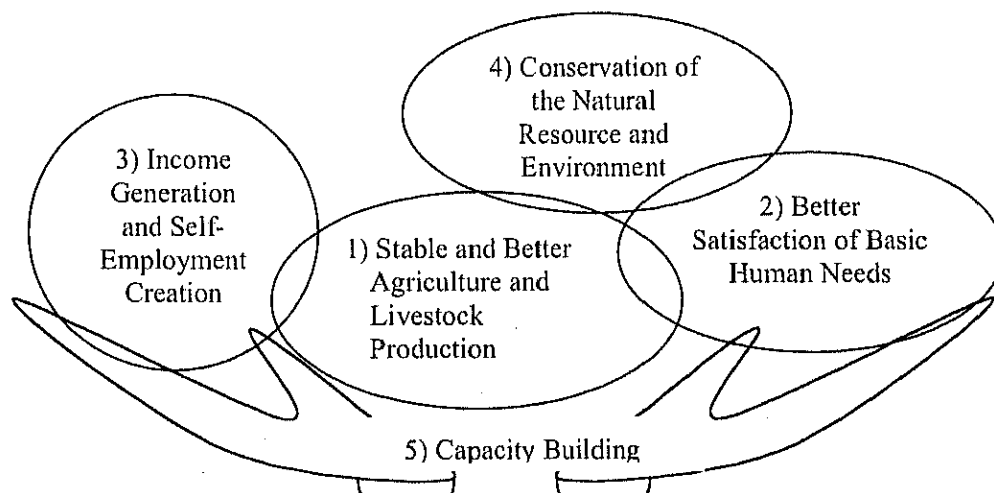 4) Conservation of
the Natural
Resource and
Environment
3) Income
Generation
and Self-
Employment
Creation
2) Better
Satisfaction of Basic
Human Needs
1) Stable and Better
Agriculture and
Livestock
Production
5) Capacity Building